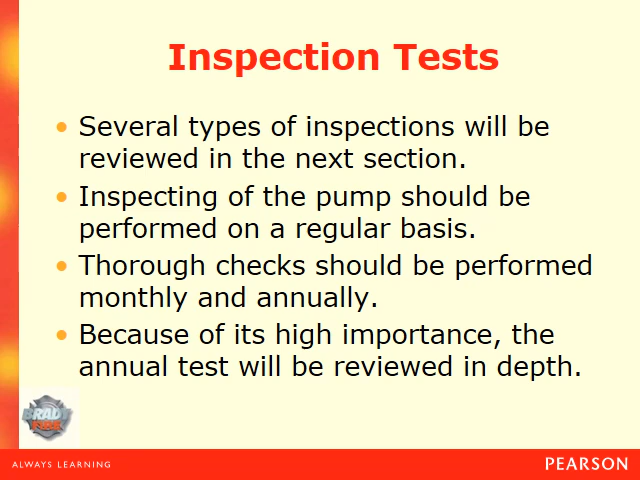 Inspection Tests
• Several types of inspections will be
reviewed in the next section.
• Inspecting of the pump should be
performed on a regular basis.
• Thorough checks should be performed
monthly and annually.
• Because of its high importance, the
annual test will be reviewed in depth.
BRADY
FIRE
ALWAYS LEARNING
PEARSON